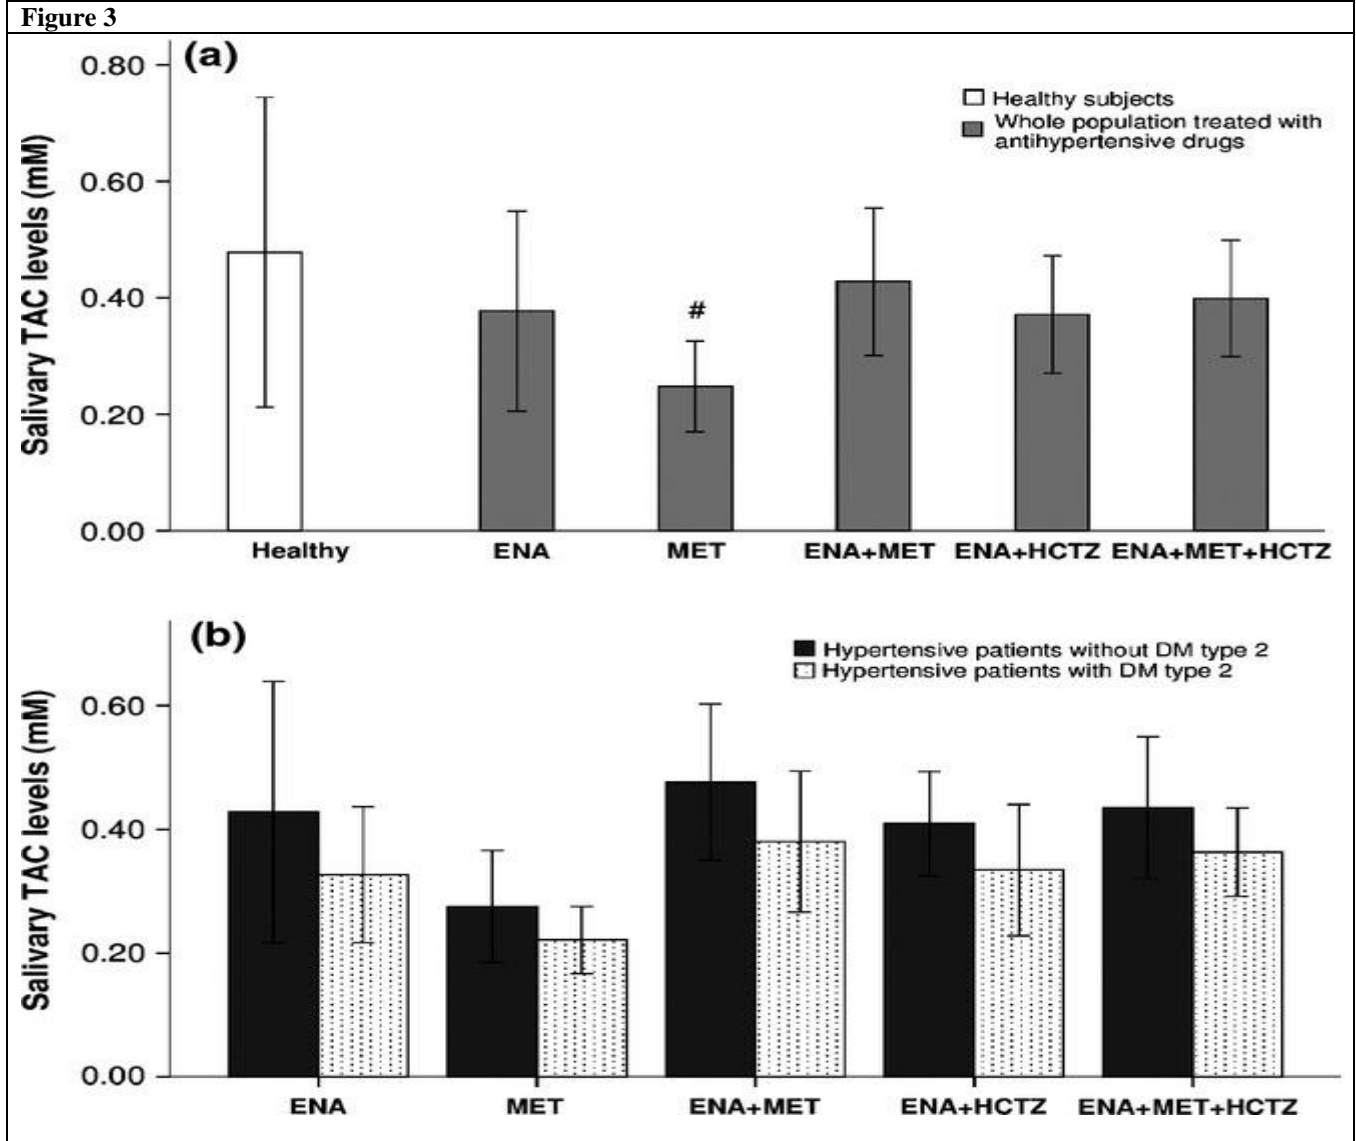 Figure 3
(a)
0.80
0.60
0.40
0.20
0.00
Salivary TAC levels (mM)
Healthy subjects
Whole population treated with
antihypertensive drugs
#
Healthy ENA MET ENA+MET ENA+HCTZ ENA+MET+HCTZ
(b)
0.60
0.40
0.20
0.00
Salivary TAC levels (mM)
Hypertensive patients without DM type 2
Hypertensive patients with DM type 2
ENA MET ENA+MET ENA+HCTZ ENA+MET+HCTZ